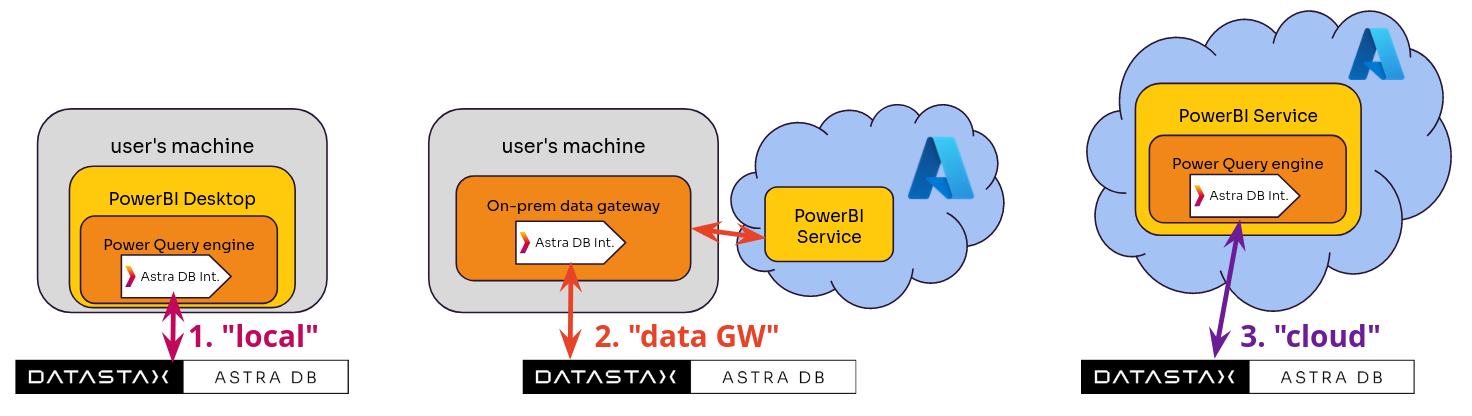 user's machine
PowerBI Desktop
Power Query engine
Astra DB Int.
1. "local"
DATASTAX
ASTRA DB
user's machine
On-prem data gateway
Astra DB Int.
PowerBI
Service
2. "data GW"
DATASTAX
ASTRA DB
PowerBI Service
Power Query engine
Astra DB Int.
3. "cloud"
DATASTAX
ASTRA DB